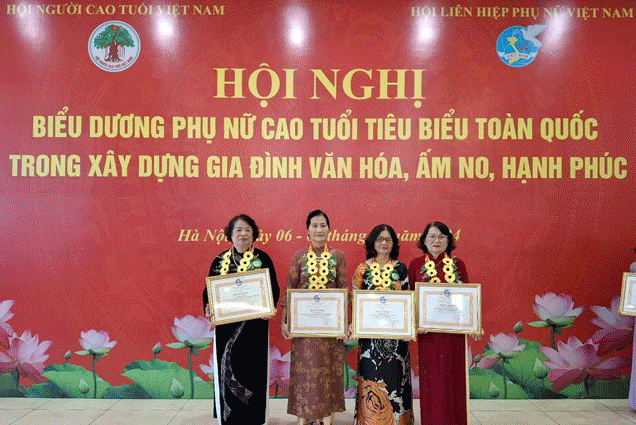 HỘI NGƯỜI CAO TUỔI VIỆT NAM
HỘI LIÊN HIỆP PHỤ NỮ VIỆT NAM
HỘI NGHỊ
BIỂU DƯƠNG PHỤ NỮ CAO TUỔI TIÊU BIỂU TOÀN QUỐC
TRONG XÂY DỰNG GIA ĐÌNH VĂN HÓA, ẤM NO, HẠNH PHÚC
Hà Nội, ngày 06 -